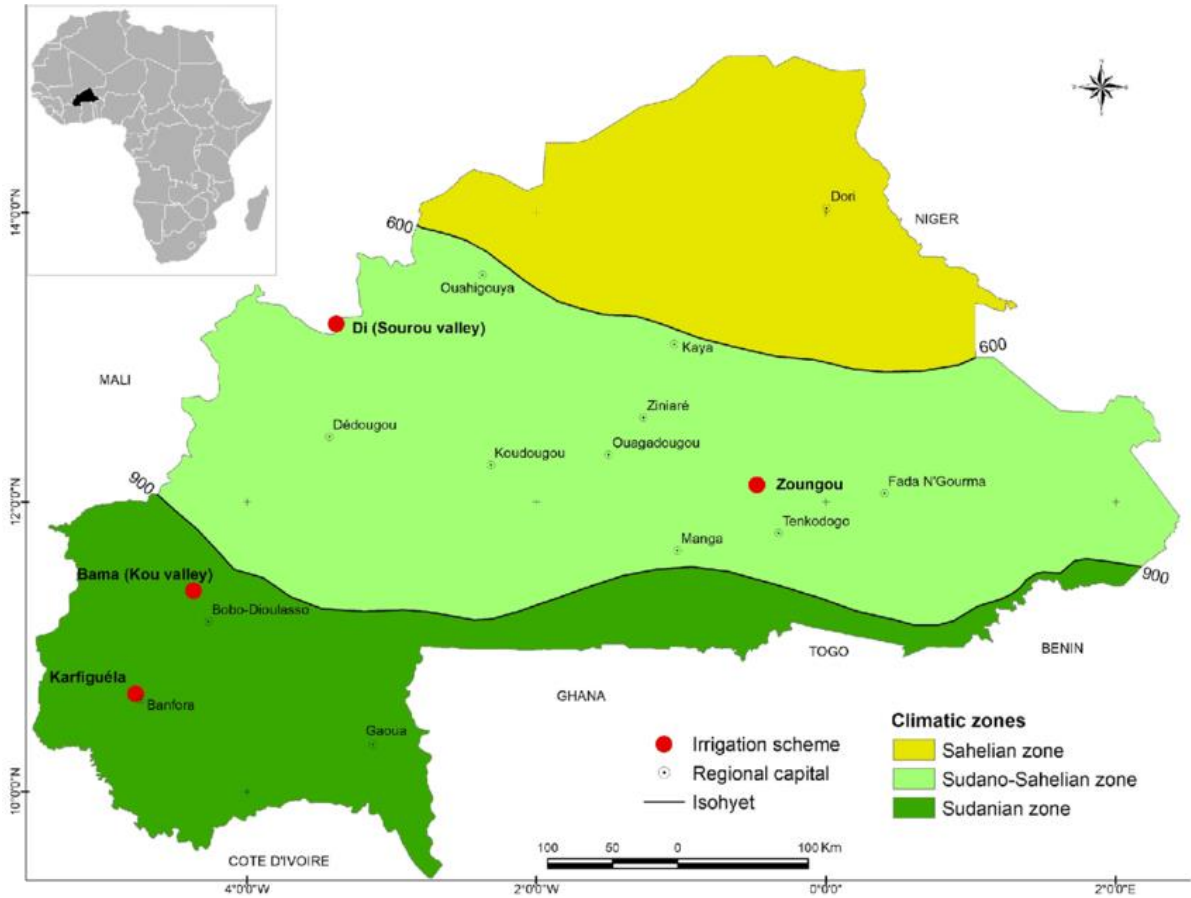 600
Dori
NIGER
14°0'0"N
Ouahigouya
Di (Sourou valley)
Kaya
600
MALI
Ziniaré
Dédougou
Ouagadougou
Koudougou
900
Zoungou
Fada N'Gourma
12°0'0"N
Tenkodogo
Manga
Bama (Kou valley)
900
Bobo-Dioulasso
TOGO
BENIN
Karfiguéla
Banfora
GHANA
Gaoua
Climatic zones
Irrigation scheme
Sahelian zone
Regional capital
Sudano-Sahelian zone
Isohyet
Sudanian zone
10°0'0"N
100 50 0 100 Km
COTE D'IVOIRE
4°0'0"W 2°0'0"W 0°0'0" 2°0'0"E